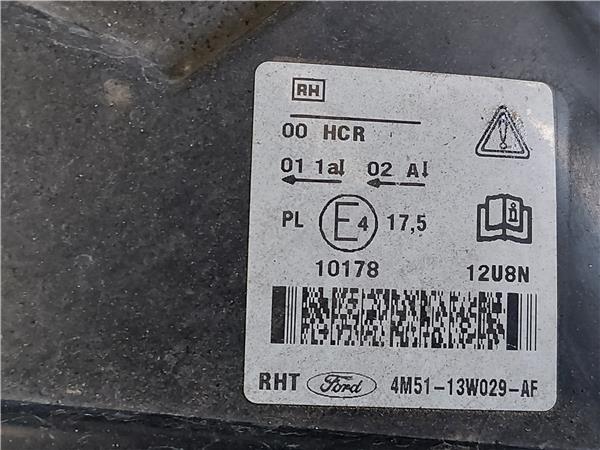 RH
00 HCR
01 1a 02 A
PL E4 17,5
10178 12U8N
RHT Ford 4M51-13W029-AF